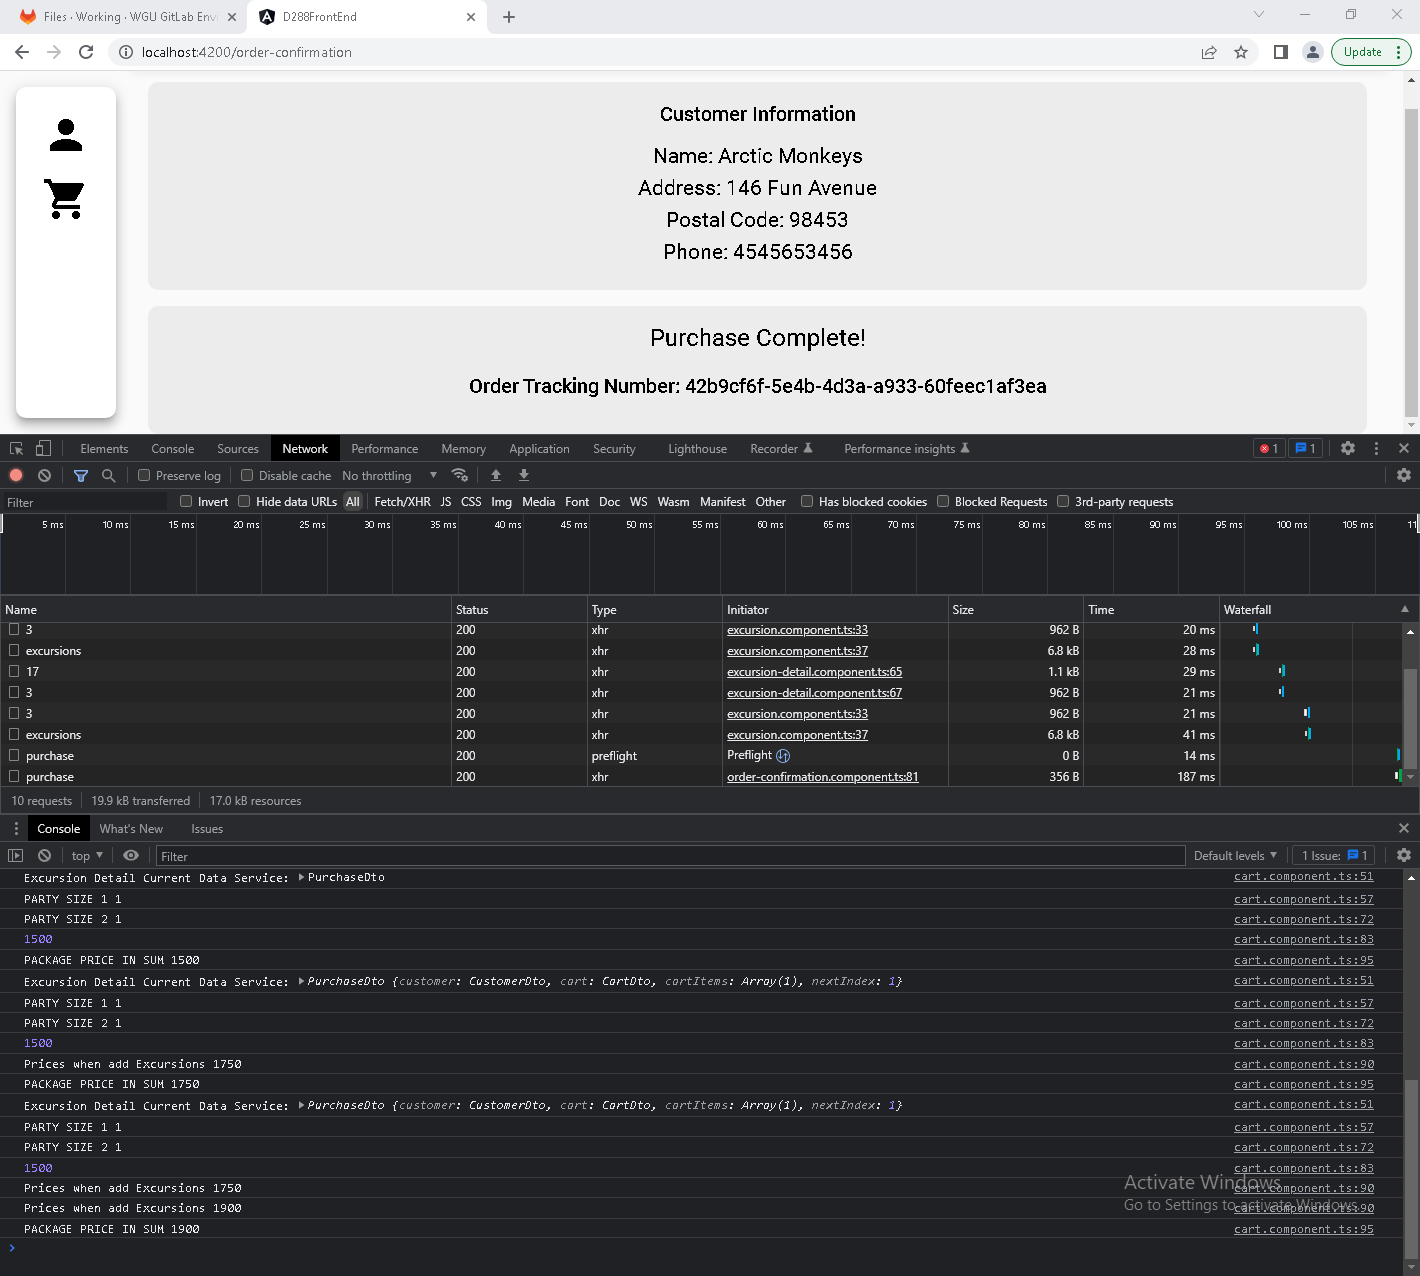 Files · Working · WGU GitLab Envi
D288FrontEnd
localhost:4200/order-confirmation
Update
Customer Information
Name: Arctic Monkeys
Address: 146 Fun Avenue
Postal Code: 98453
Phone: 4545653456
Purchase Complete!
Order Tracking Number: 42b9cf6f-5e4b-4d3a-a933-60feec1af3ea
Elements Console Sources Network Performance Memory Application Security Lighthouse Recorder Performance insights 1 1
Preserve log Disable cache No throttling
Filter Invert Hide data URLs All Fetch/XHR JS CSS Img Media Font Doc WS Wasm Manifest Other Has blocked cookies Blocked Requests 3rd-party requests
5 ms 10 ms 15 ms 20 ms 25 ms 30 ms 35 ms 40 ms 45 ms 50 ms 55 ms 60 ms 65 ms 70 ms 75 ms 80 ms 85 ms 90 ms 95 ms 100 ms 105 ms 11
Name Status Type Initiator Size Time Waterfall
3 200 xhr excursion.component.ts:33 962 B 20 ms
excursions 200 xhr excursion.component.ts:37 6.8 kB 28 ms
17 200 xhr excursion-detail.component.ts:65 1.1 kB 29 ms
3 200 xhr excursion-detail.component.ts:67 962 B 21 ms
3 200 xhr excursion.component.ts:33 962 B 21 ms
excursions 200 xhr excursion.component.ts:37 6.8 kB 41 ms
purchase 200 preflight Preflight 0 B 14 ms
purchase 200 xhr order-confirmation.component.ts:81 356 B 187 ms
10 requests 19.9 kB transferred 17.0 kB resources
Console What's New Issues
top Filter Default levels 1 Issue: 1
Excursion Detail Current Data Service: PurchaseDto cart.component.ts:51
PARTY SIZE 1 1 cart.component.ts:57
PARTY SIZE 2 1 cart.component.ts:72
1500 cart.component.ts:83
PACKAGE PRICE IN SUM 1500 cart.component.ts:95
Excursion Detail Current Data Service: PurchaseDto {customer: CustomerDto, cart: CartDto, cartItems: Array(1), nextIndex: 1} cart.component.ts:51
PARTY SIZE 1 1 cart.component.ts:57
PARTY SIZE 2 1 cart.component.ts:72
1500 cart.component.ts:83
Prices when add Excursions 1750 cart.component.ts:90
PACKAGE PRICE IN SUM 1750 cart.component.ts:95
Excursion Detail Current Data Service: PurchaseDto {customer: CustomerDto, cart: CartDto, cartItems: Array(1), nextIndex: 1} cart.component.ts:51
PARTY SIZE 1 1 cart.component.ts:57
PARTY SIZE 2 1 cart.component.ts:72
1500 cart.component.ts:83
Activate Windows
Prices when add Excursions 1750 cart.component.ts:90
Go to Settings to activate Windows.
Prices when add Excursions 1900 cart.component.ts:90
PACKAGE PRICE IN SUM 1900 cart.component.ts:95